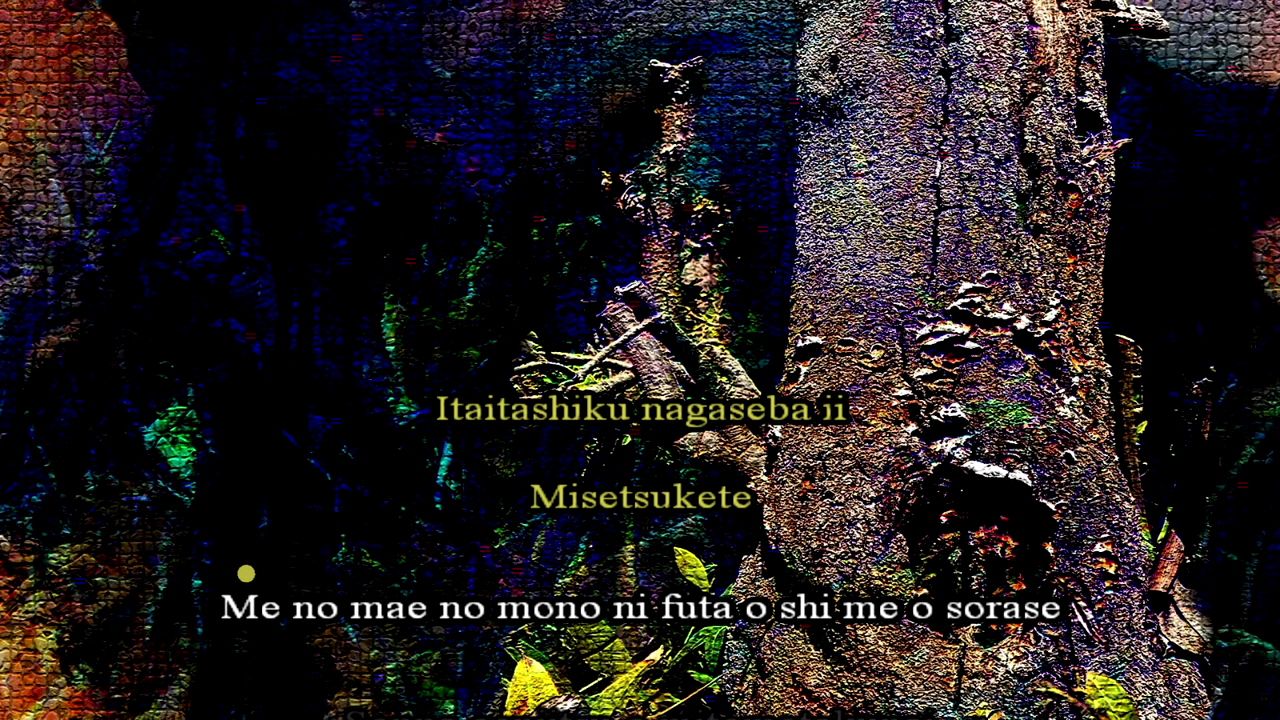 Itaitashiku nagaseba ii
Misetsukete
Me no mae no mono ni futa o shi me o sorase